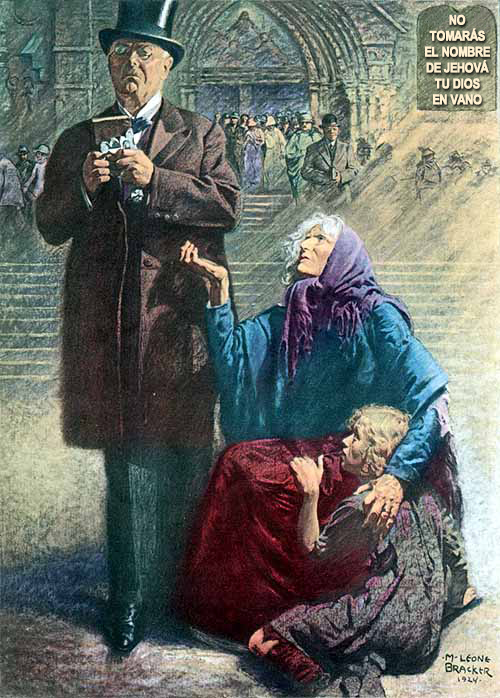 NO
TOMARÁS
EL NOMBRE
DE JEHOVÁ
TU DIOS
EN VANO
·M·LEONE
BRACKER
·1924·